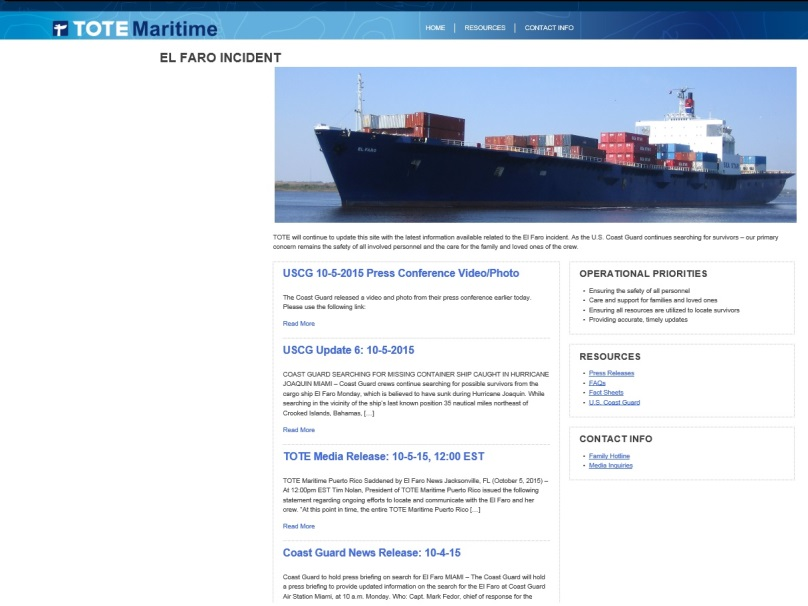 TOTE Maritime
HOME | RESOURCES | CONTACT INFO
EL FARO INCIDENT
EL FARO
TOTE will continue to update this site with the latest information available related to the El Faro incident. As the U.S. Coast Guard continues searching for survivors – our primary
concern remains the safety of all involved personnel and the care for the family and loved ones of the crew.
USCG 10-5-2015 Press Conference Video/Photo
The Coast Guard released a video and photo from their press conference earlier today.
Please use the following link:
Read More
USCG Update 6: 10-5-2015
COAST GUARD SEARCHING FOR MISSING CONTAINER SHIP CAUGHT IN HURRICANE
JOAQUIN MIAMI – Coast Guard crews continue searching for possible survivors from the
cargo ship El Faro Monday, which is believed to have sunk during Hurricane Joaquin. While
searching in the vicinity of the ship's last known position 35 nautical miles northeast of
Crooked Islands, Bahamas, […]
Read More
TOTE Media Release: 10-5-15, 12:00 EST
TOTE Maritime Puerto Rico Saddened by El Faro News Jacksonville, FL (October 5, 2015) –
At 12:00pm EST Tim Nolan, President of TOTE Maritime Puerto Rico issued the following
statement regarding ongoing efforts to locate and communicate with the El Faro and her
crew. "At this point in time, the entire TOTE Maritime Puerto Rico […]
Read More
Coast Guard News Release: 10-4-15
Coast Guard to hold press briefing on search for El Faro MIAMI – The Coast Guard will hold
a press briefing to provide updated information on the search for the El Faro at Coast Guard
Air Station Miami, at 10 a.m. Monday. Who: Capt. Mark Fedor, chief of response for the
OPERATIONAL PRIORITIES
• Ensuring the safety of all personnel
• Care and support for families and loved ones
• Ensuring all resources are utilized to locate survivors
• Providing accurate, timely updates
RESOURCES
• Press Releases
• FAQs
• Fact Sheets
• U.S. Coast Guard
CONTACT INFO
• Family Hotline
• Media Inquiries